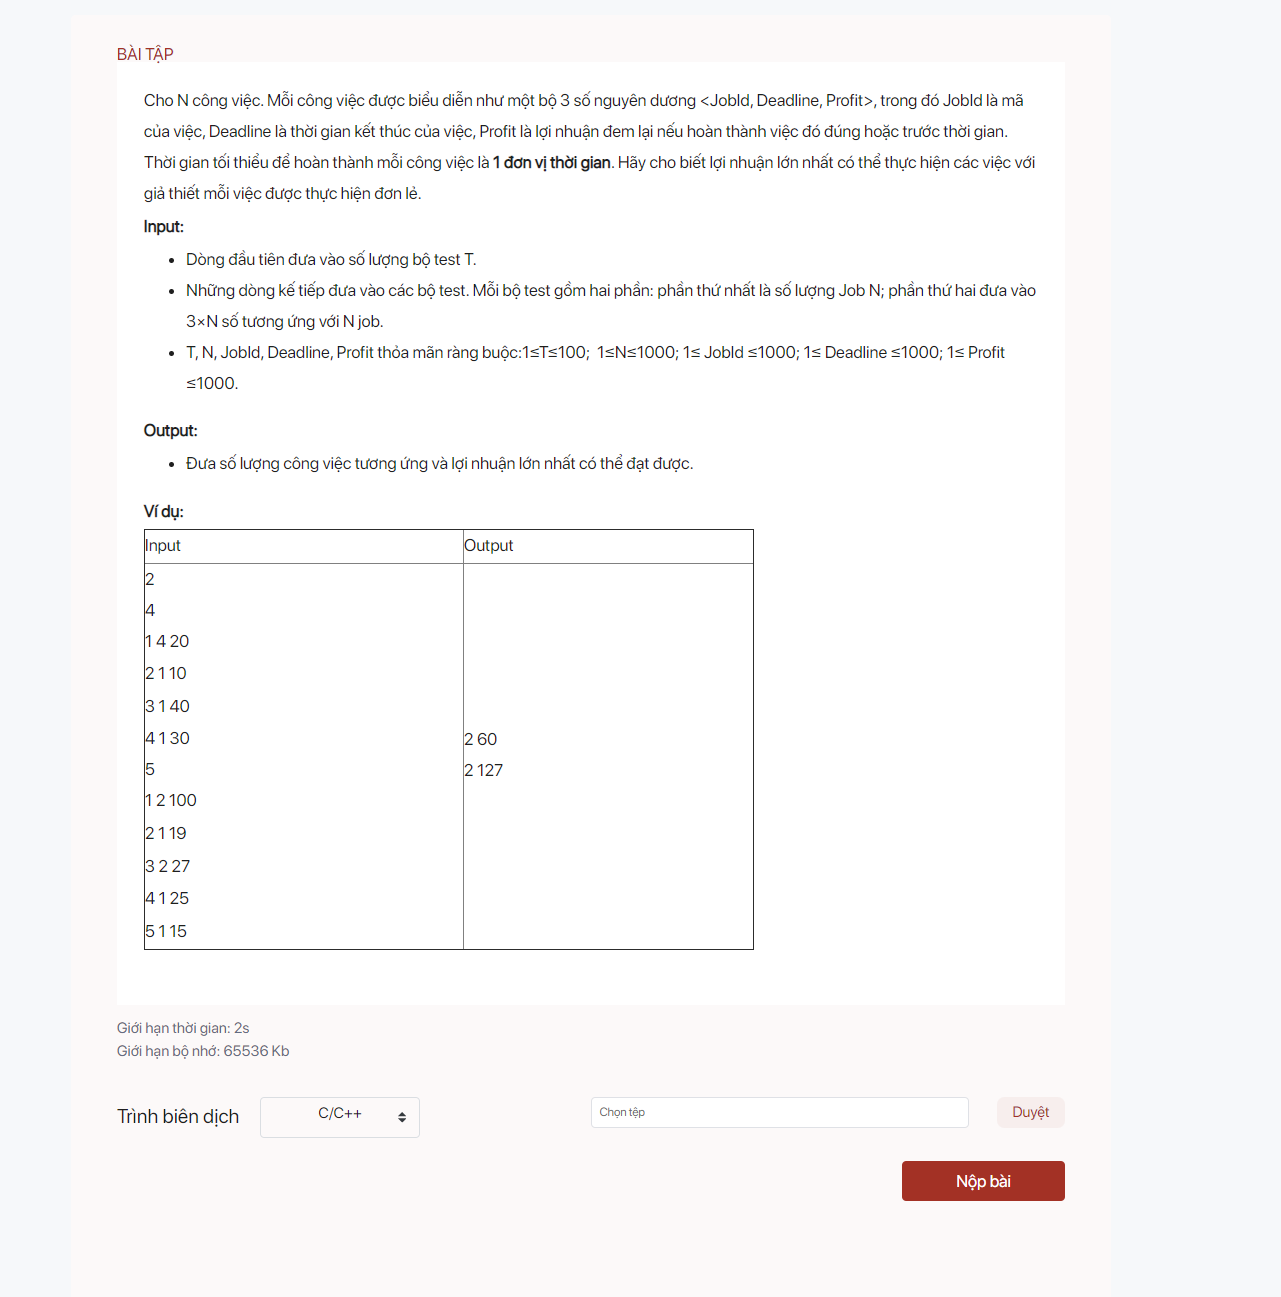 BÀI TẬP
Cho N công việc. Mỗi công việc được biểu diễn như một bộ 3 số nguyên dương <JobId, Deadline, Profit>, trong đó JobId là mã
của việc, Deadline là thời gian kết thúc của việc, Profit là lợi nhuận đem lại nếu hoàn thành việc đó đúng hoặc trước thời gian.
Thời gian tối thiểu để hoàn thành mỗi công việc là 1 đơn vị thời gian. Hãy cho biết lợi nhuận lớn nhất có thể thực hiện các việc với
giả thiết mỗi việc được thực hiện đơn lẻ.
Input:
• Dòng đầu tiên đưa vào số lượng bộ test T.
• Những dòng kế tiếp đưa vào các bộ test. Mỗi bộ test gồm hai phần: phần thứ nhất là số lượng Job N; phần thứ hai đưa vào
3×N số tương ứng với N job.
• T, N, JobId, Deadline, Profit thỏa mãn ràng buộc:1≤T≤100; 1≤N≤1000; 1≤ JobId ≤1000; 1≤ Deadline ≤1000; 1≤ Profit
≤1000.
Output:
• Đưa số lượng công việc tương ứng và lợi nhuận lớn nhất có thể đạt được.
Ví dụ:
Input Output
2
4
1 4 20
2 1 10
3 1 40
4 1 30
5
1 2 100
2 1 19
3 2 27
4 1 25
5 1 15
2 60
2 127
Giới hạn thời gian: 2s
Giới hạn bộ nhớ: 65536 Kb
Trình biên dịch C/C++ Chọn tệp Duyệt
Nộp bài